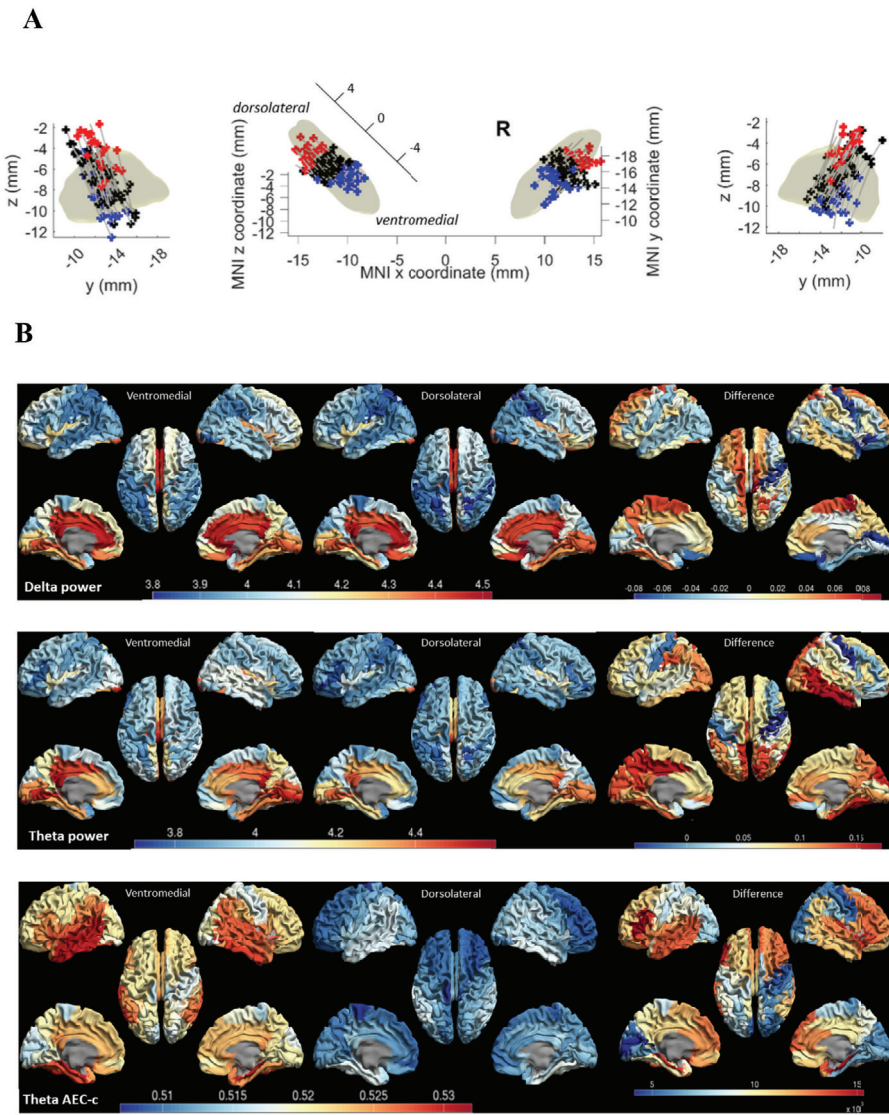 A
-2
-4
-6
-8
-10
-12
z (mm)
-10
-14
-18
y (mm)
dorsolateral
4
0
-4
-2
-4
-6
-8
-10
-12
MNI z coordinate (mm)
ventromedial
-15
-10
-5
0
5
10
15
MNI x coordinate (mm)
R
-18
-16
-14
-12
-10
MNI y coordinate (mm)
-2
-4
-6
-8
-10
-12
z (mm)
-18
-14
-10
y (mm)
B
Ventromedial
Dorsolateral
Difference
Delta power
3.8 3.9 4 4.1 4.2 4.3 4.4 4.5
-0.08 -0.06 -0.04 -0.02 0 0.02 0.04 0.06 008
Ventromedial
Dorsolateral
Difference
Theta power
3.8 4 4.2 4.4
0 0.05 0.1 0.15
Ventromedial
Dorsolateral
Difference
Theta AEC-c
0.51 0.515 0.52 0.525 0.53
5 10 15